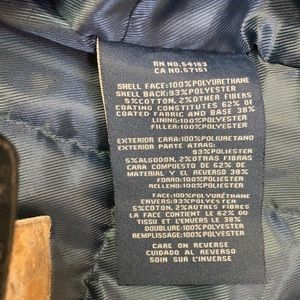 RN NO. 54163
CA NO. 57151
SHELL FACE:100%POLYURETHANE
SHELL BACK:93%POLYESTER
5%COTTON, 2%OTHER FIBERS
COATING CONSTITUTES 62% OF
COATED FABRIC AND BASE 38%
LINING:100%POLYESTER
FILLER:100%POLYESTER
EXTERIOR CARA:100%POLIURETANO
EXTERIOR PARTE ATRAS:
93%POLIESTER
5%ALGODON, 2%OTRAS FIBRAS
CARA COMPUESTO DE 62% DE
MATERIAL Y EL REVERSO 38%
FORRO:100%POLIESTER
RELLENO:100%POLIESTER
FACE:100%POLYURÉTHANE
ENVERS:93%POLYESTER
5%COTON, 2%AUTRES FIBRES
LA FACE CONTIENT LE 62% DU
TISSU ET L'ENVERS LE 38%
DOUBLURE:100%POLYESTER
REMPLISSAGE:100%POLYESTER
CARE ON REVERSE
CUIDADO AL REVERSO
SOIN SUR L'INVERSE